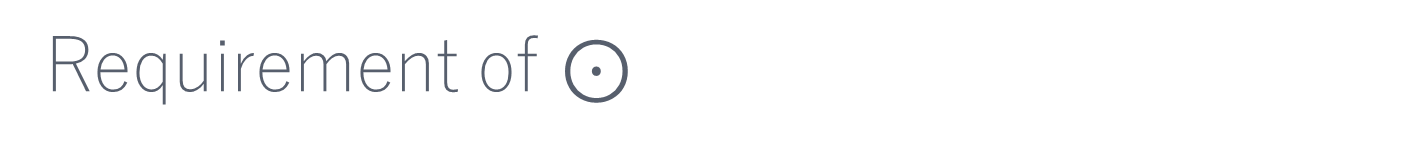 Requirement of ⊙